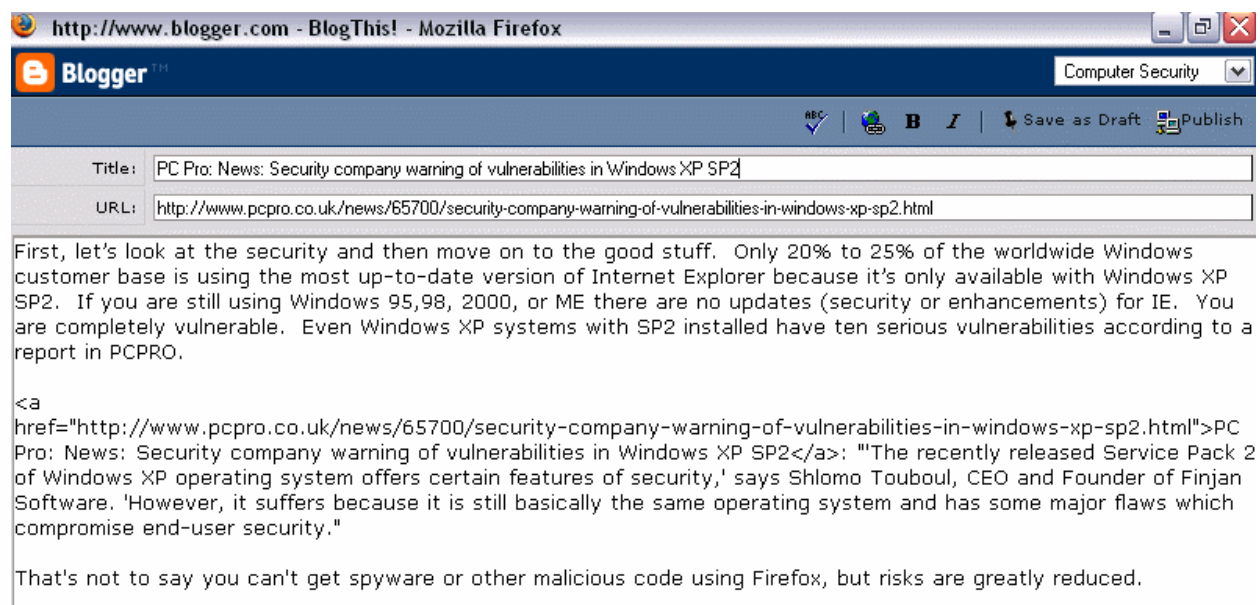 http://www.blogger.com - BlogThis! - Mozilla Firefox
Blogger™ Computer Security
ABC B I Save as Draft Publish
Title: PC Pro: News: Security company warning of vulnerabilities in Windows XP SP2
URL: http://www.pcpro.co.uk/news/65700/security-company-warning-of-vulnerabilities-in-windows-xp-sp2.html
First, let's look at the security and then move on to the good stuff.  Only 20% to 25% of the worldwide Windows
customer base is using the most up-to-date version of Internet Explorer because it's only available with Windows XP
SP2.  If you are still using Windows 95,98, 2000, or ME there are no updates (security or enhancements) for IE.  You
are completely vulnerable.  Even Windows XP systems with SP2 installed have ten serious vulnerabilities according to a
report in PCPRO.
<a
href="http://www.pcpro.co.uk/news/65700/security-company-warning-of-vulnerabilities-in-windows-xp-sp2.html">PC
Pro: News: Security company warning of vulnerabilities in Windows XP SP2</a>: "'The recently released Service Pack 2
of Windows XP operating system offers certain features of security,' says Shlomo Touboul, CEO and Founder of Finjan
Software. 'However, it suffers because it is still basically the same operating system and has some major flaws which
compromise end-user security."
That's not to say you can't get spyware or other malicious code using Firefox, but risks are greatly reduced.